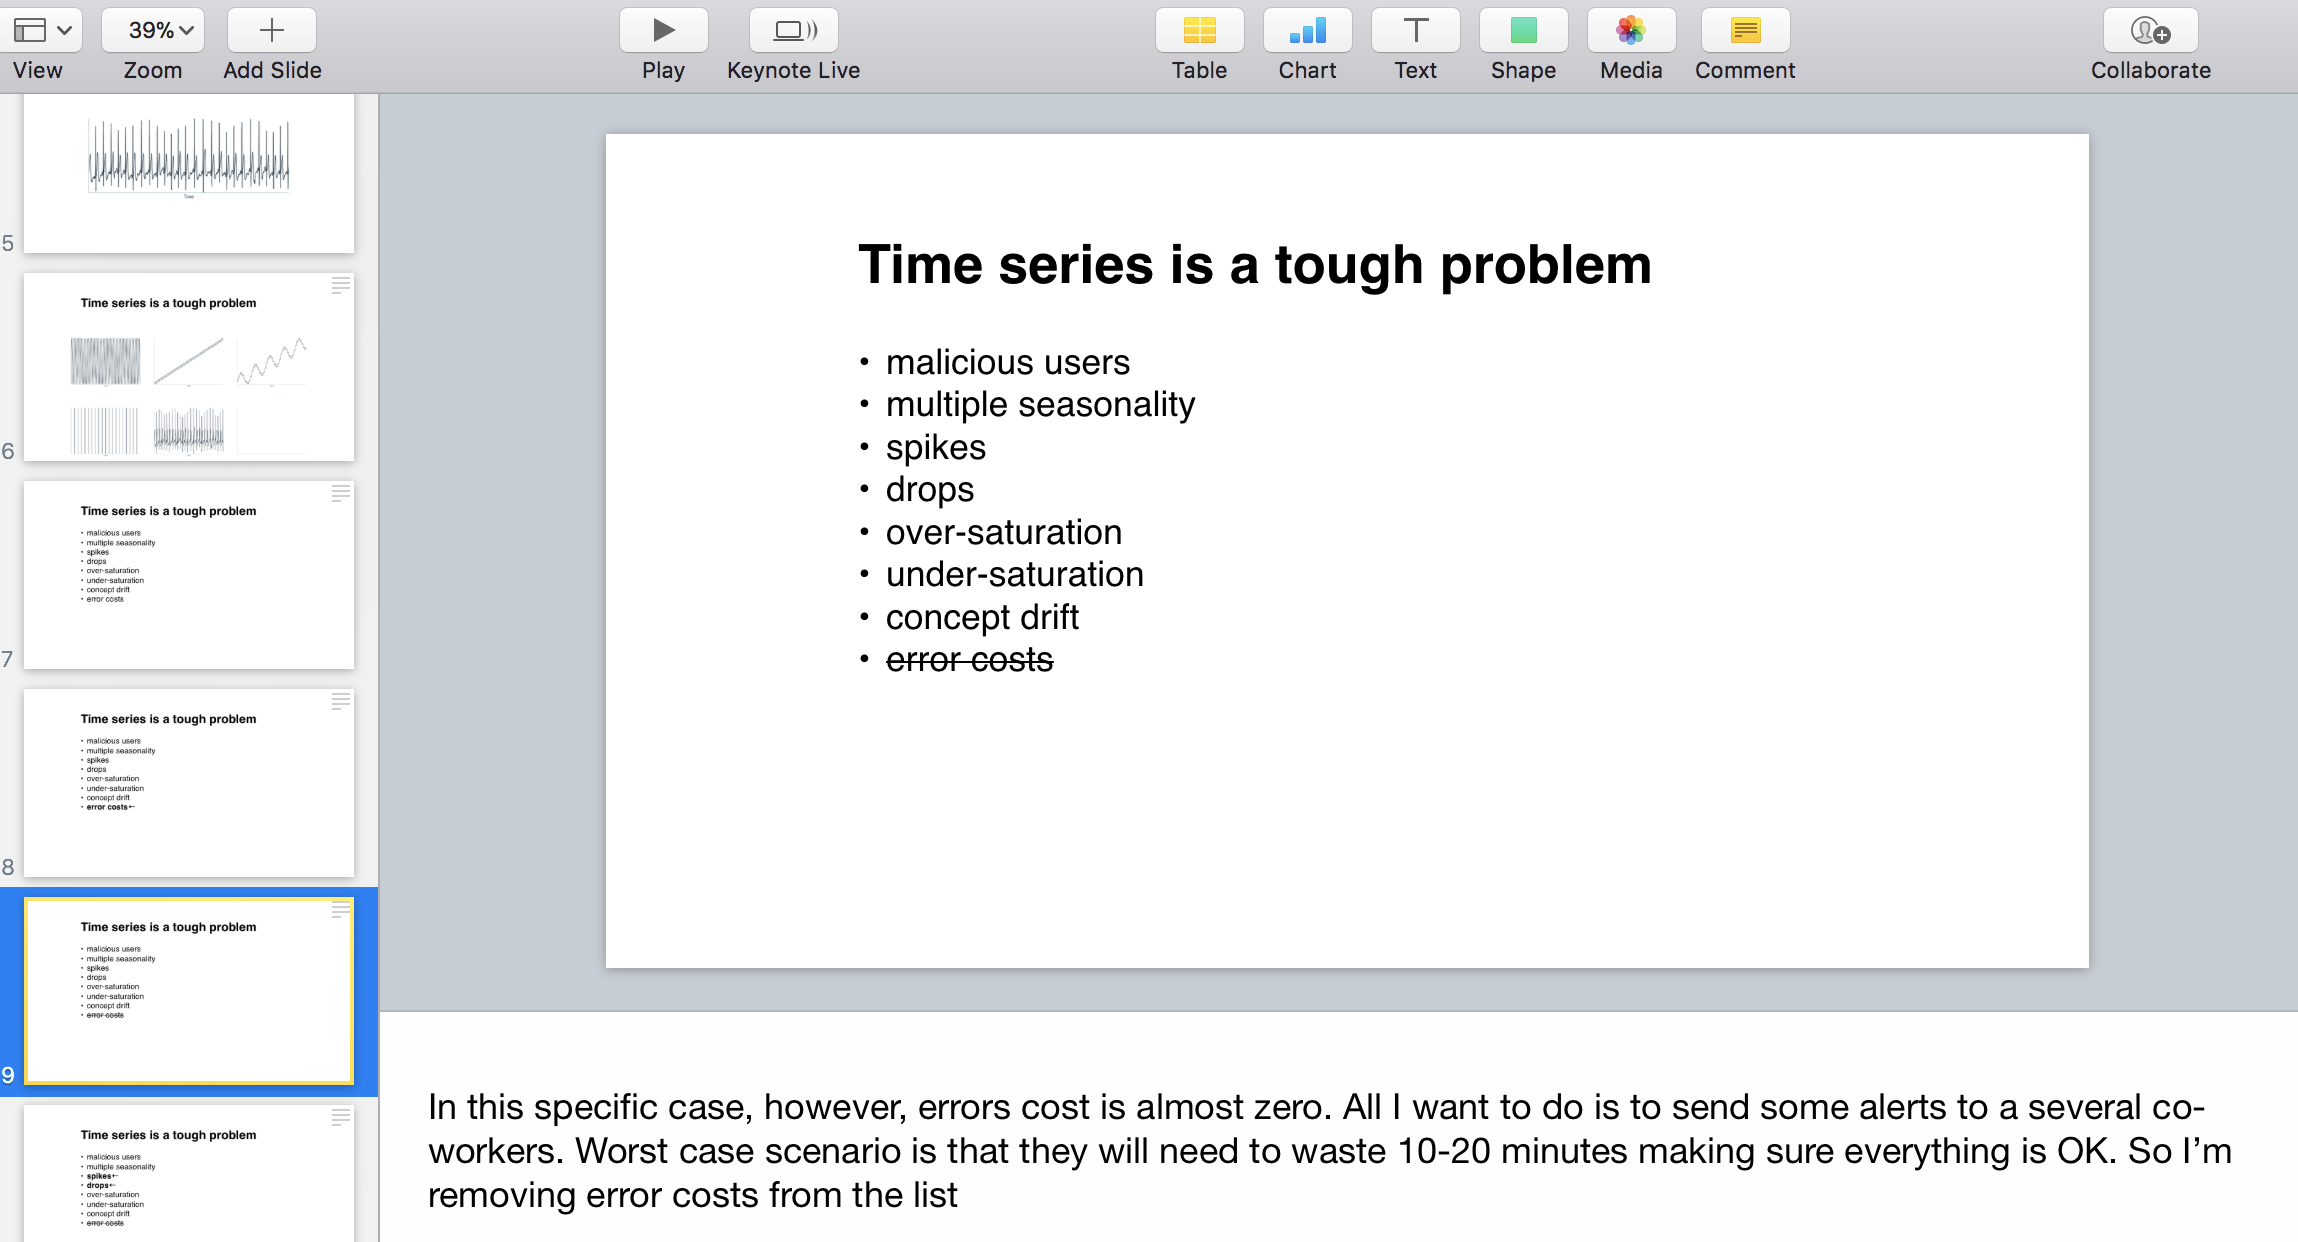 View
39%
Zoom
Add Slide
Play
Keynote Live
Table
Chart
Text
Shape
Media
Comment
Collaborate
Time
5
Time series is a tough problem
6
Time series is a tough problem
• malicious users
• multiple seasonality
• spikes
• drops
• over-saturation
• under-saturation
• concept drift
• error costs
7
Time series is a tough problem
• malicious users
• multiple seasonality
• spikes
• drops
• over-saturation
• under-saturation
• concept drift
• error costs←
8
Time series is a tough problem
• malicious users
• multiple seasonality
• spikes
• drops
• over-saturation
• under-saturation
• concept drift
• error costs
9
Time series is a tough problem
• malicious users
• multiple seasonality
• spikes←
• drops←
• over-saturation
• under-saturation
• concept drift
• error costs
Time series is a tough problem
• malicious users
• multiple seasonality
• spikes
• drops
• over-saturation
• under-saturation
• concept drift
• error costs
In this specific case, however, errors cost is almost zero. All I want to do is to send some alerts to a several co-
workers. Worst case scenario is that they will need to waste 10-20 minutes making sure everything is OK. So I’m
removing error costs from the list